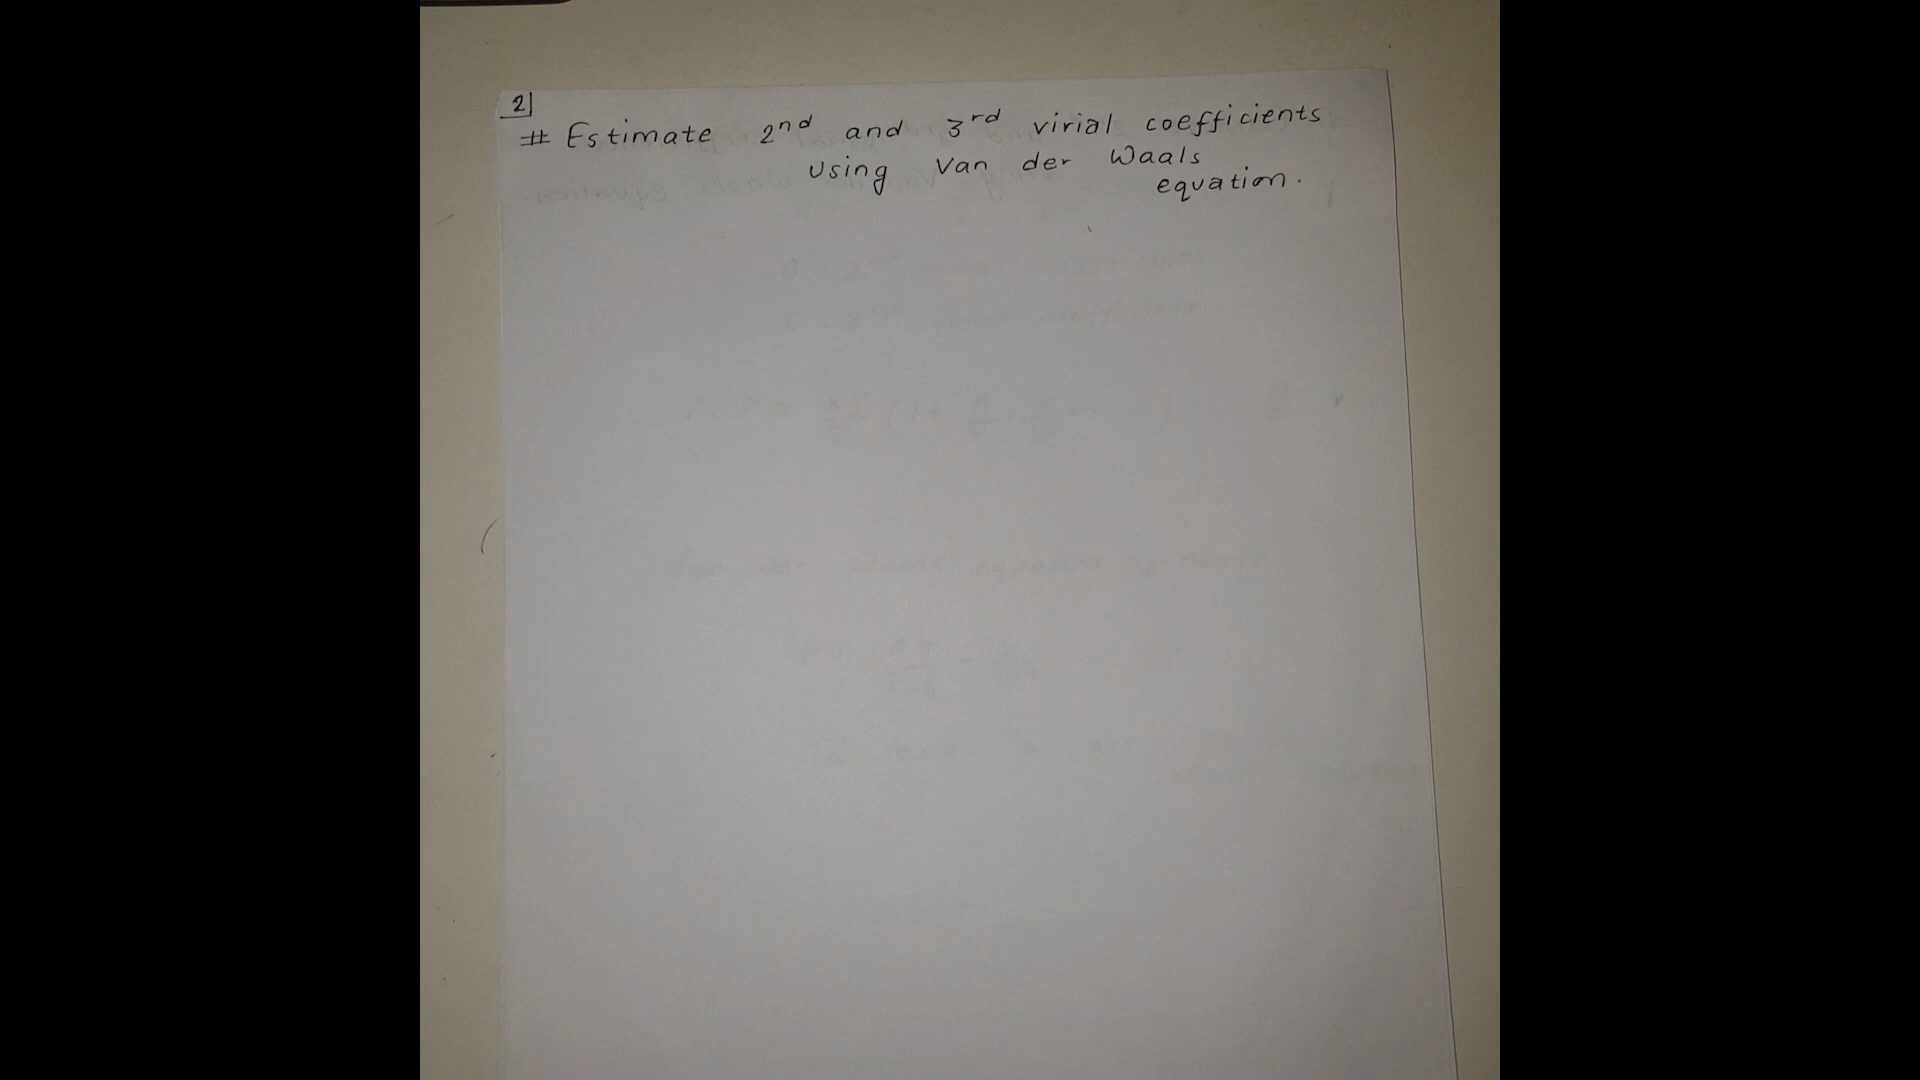 2
# Estimate 2nd and 3rd virial coefficients
using Van der Waals
equation.